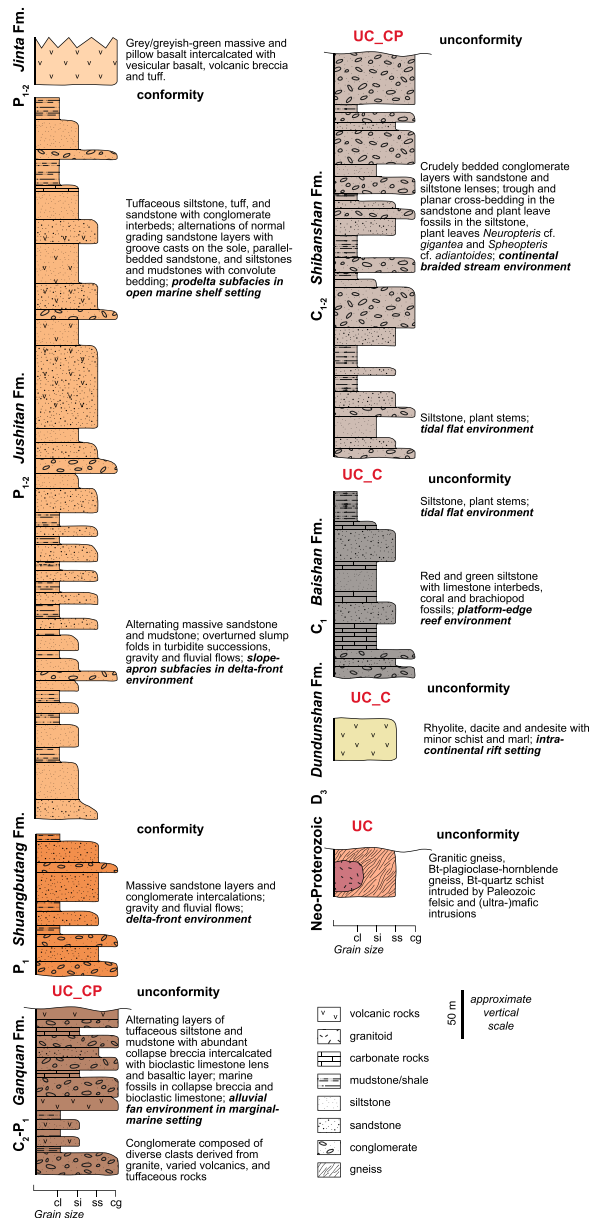 Jinta Fm.
P1-2
Grey/greyish-green massive and
pillow basalt intercalcated with
vesicular basalt, volcanic breccia
and tuff.
conformity
Jushitan Fm.
P1-2
Tuffaceous siltstone, tuff, and
sandstone with conglomerate
interbeds; alternations of normal
grading sandstone layers with
groove casts on the sole, parallel-
bedded sandstone, and siltstones
and mudstones with convolute
bedding; prodelta subfacies in
open marine shelf setting
Alternating massive sandstone
and mudstone; overturned slump
folds in turbidite successions,
gravity and fluvial flows; slope-
apron subfacies in delta-front
environment
conformity
Shuangbutang Fm.
P1
Massive sandstone layers and
conglomerate intercalations;
gravity and fluvial flows;
delta-front environment
UC_CP
unconformity
Ganquan Fm.
C2-P1
Alternating layers of
tuffaceous siltstone and
mudstone with abundant
collapse breccia intercalcated
with bioclastic limestone lens
and basaltic layer; marine
fossils in collapse breccia and
bioclastic limestone; alluvial
fan environment in marginal-
marine setting
Conglomerate composed of
diverse clasts derived from
granite, varied volcanics, and
tuffaceous rocks
cl si ss cg
Grain size
UC_CP
unconformity
Shibanshan Fm.
C1-2
Crudely bedded conglomerate
layers with sandstone and
siltstone lenses; trough and
planar cross-bedding in the
sandstone and plant leave
fossils in the siltstone,
plant leaves Neuropteris cf.
gigantea and Spheopteris
cf. adiantoides; continental
braided stream environment
Siltstone, plant stems;
tidal flat environment
UC_C
unconformity
Baishan Fm.
C1
Siltstone, plant stems;
tidal flat environment
Red and green siltstone
with limestone interbeds,
coral and brachiopod
fossils; platform-edge
reef environment
UC_C
unconformity
Dundunshan Fm.
D3
Rhyolite, dacite and andesite with
minor schist and marl; intra-
continental rift setting
UC
unconformity
Neo-Proterozoic
Granitic gneiss,
Bt-plagioclase-hornblende
gneiss, Bt-quartz schist
intruded by Paleozoic
felsic and (ultra-)mafic
intrusions
cl si ss cg
Grain size
50 m
approximate
vertical
scale
volcanic rocks
granitoid
carbonate rocks
mudstone/shale
siltstone
sandstone
conglomerate
gneiss